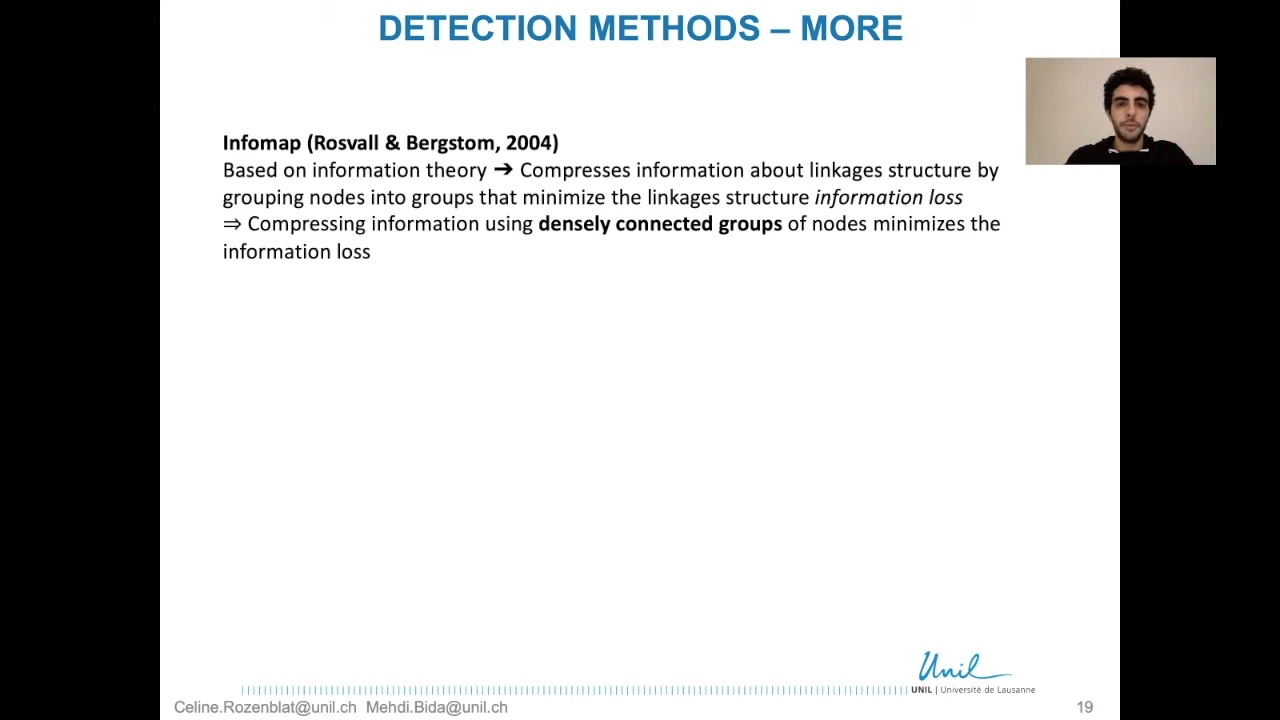 DETECTION METHODS – MORE
Infomap (Rosvall & Bergstom, 2004)
Based on information theory ➔ Compresses information about linkages structure by
grouping nodes into groups that minimize the linkages structure information loss
⇒ Compressing information using densely connected groups of nodes minimizes the
information loss
Unil
UNIL | Université de Lausanne
Celine.Rozenblat@unil.ch Mehdi.Bida@unil.ch
19